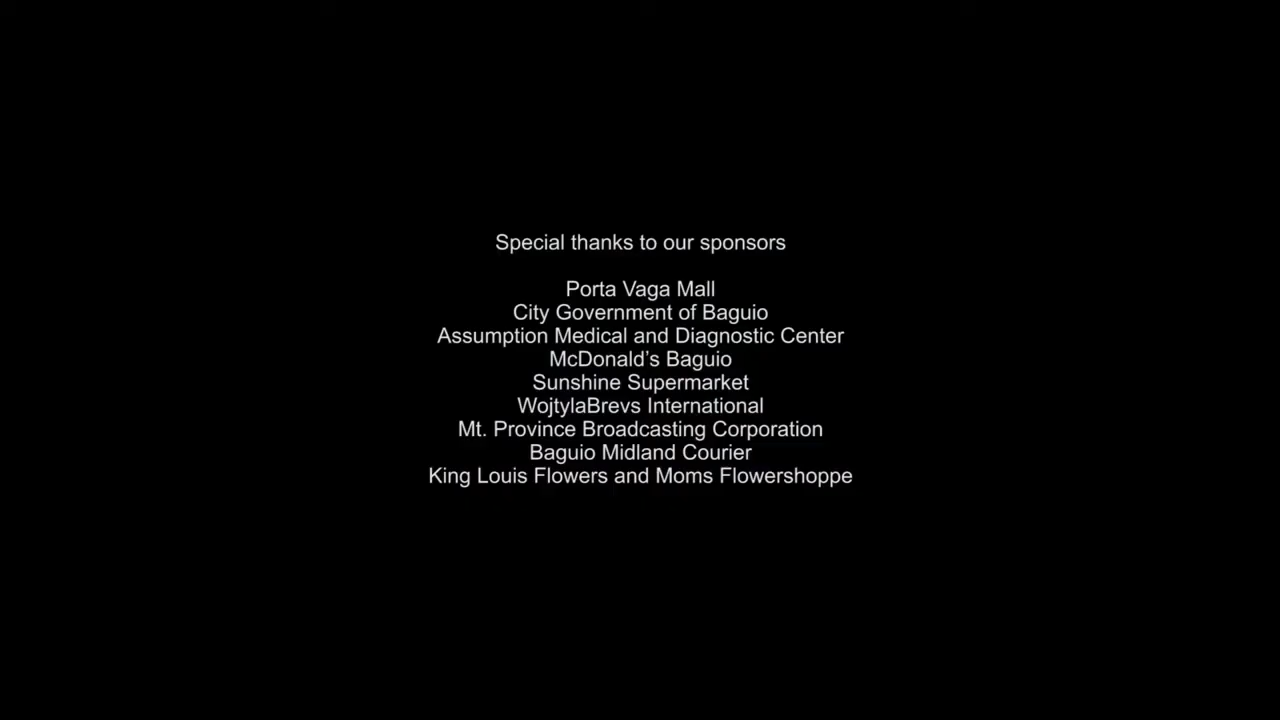 Special thanks to our sponsors
Porta Vaga Mall
City Government of Baguio
Assumption Medical and Diagnostic Center
McDonald’s Baguio
Sunshine Supermarket
WojtylaBrevs International
Mt. Province Broadcasting Corporation
Baguio Midland Courier
King Louis Flowers and Moms Flowershoppe